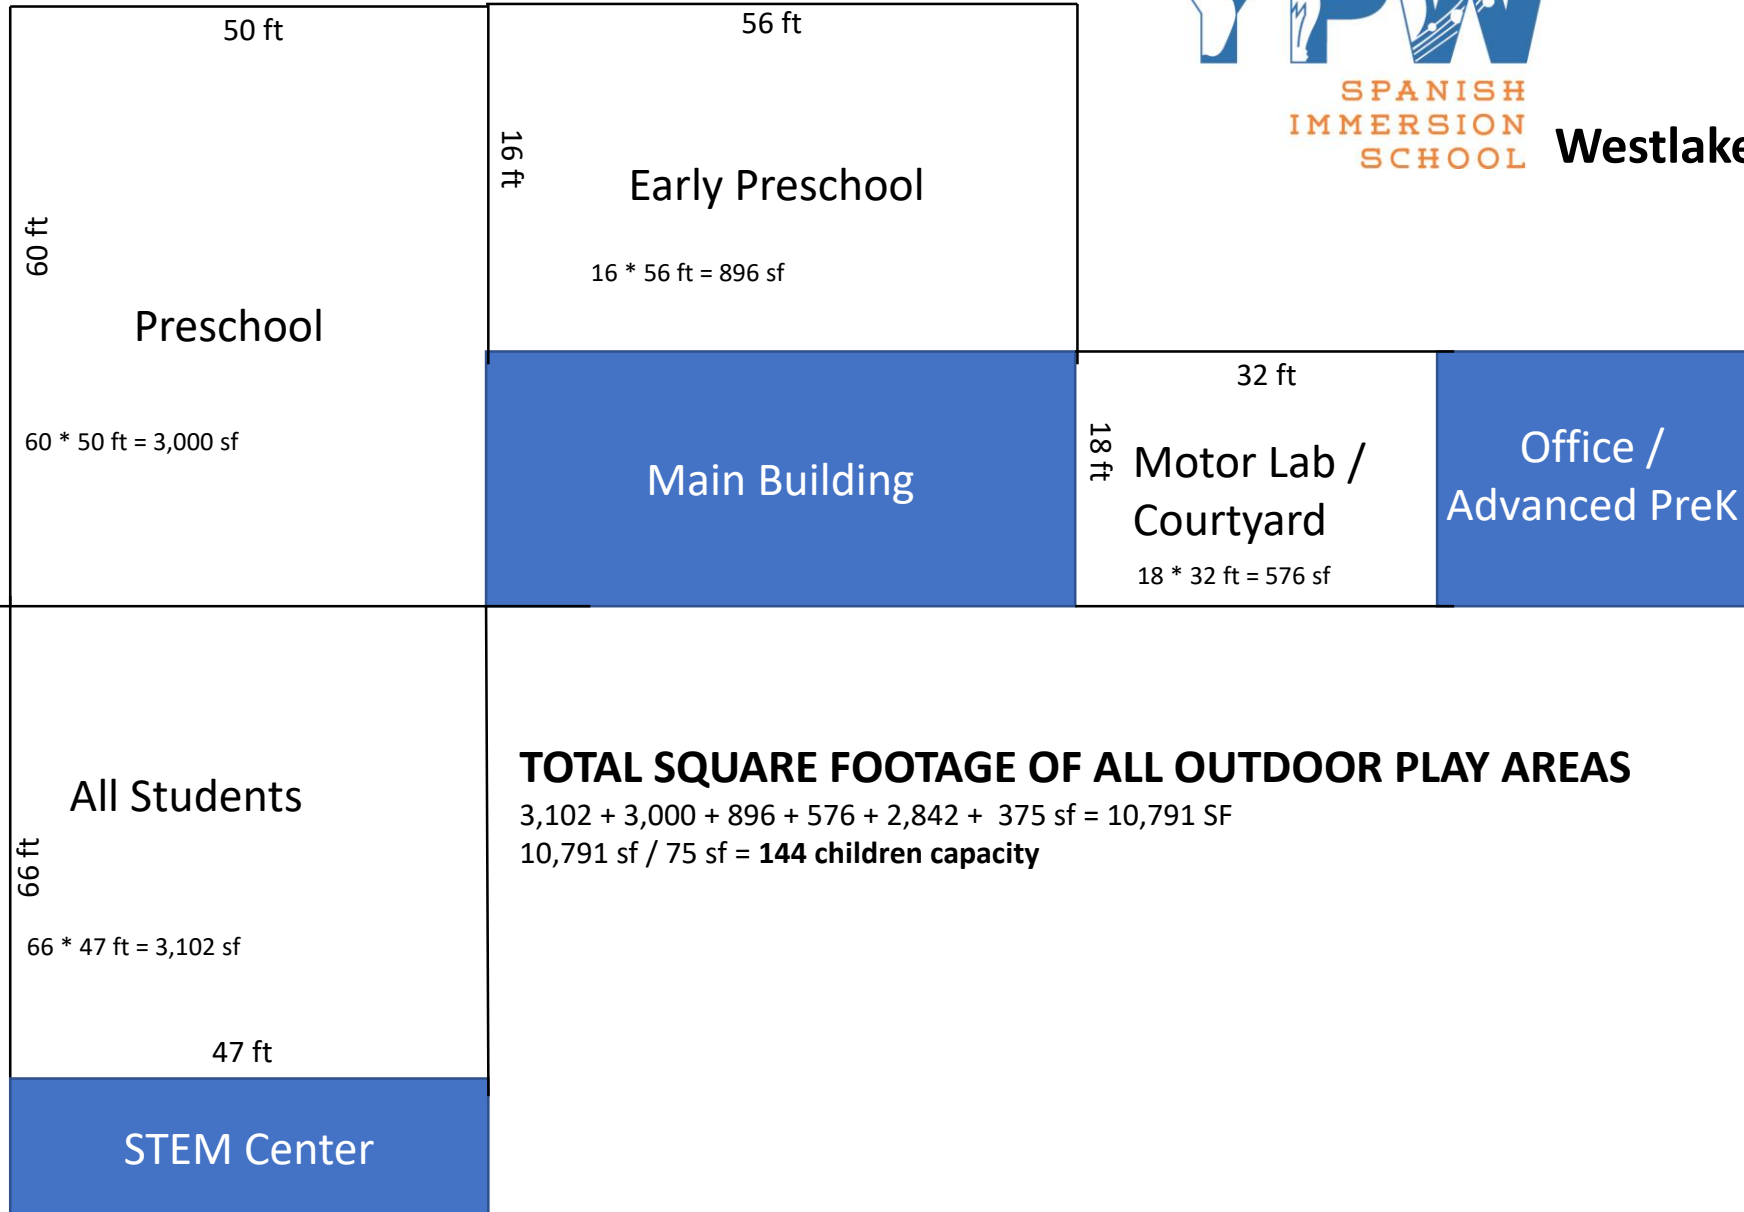 50 ft
56 ft
YPW
SPANISH
IMMERSION
SCHOOL
Westlake
60 ft
16 ft
Early Preschool
16 * 56 ft = 896 sf
Preschool
60 * 50 ft = 3,000 sf
Main Building
32 ft
18 ft
Motor Lab /
Courtyard
18 * 32 ft = 576 sf
Office /
Advanced PreK
All Students
66 ft
66 * 47 ft = 3,102 sf
47 ft
STEM Center
TOTAL SQUARE FOOTAGE OF ALL OUTDOOR PLAY AREAS
3,102 + 3,000 + 896 + 576 + 2,842 +  375 sf = 10,791 SF
10,791 sf / 75 sf = 144 children capacity